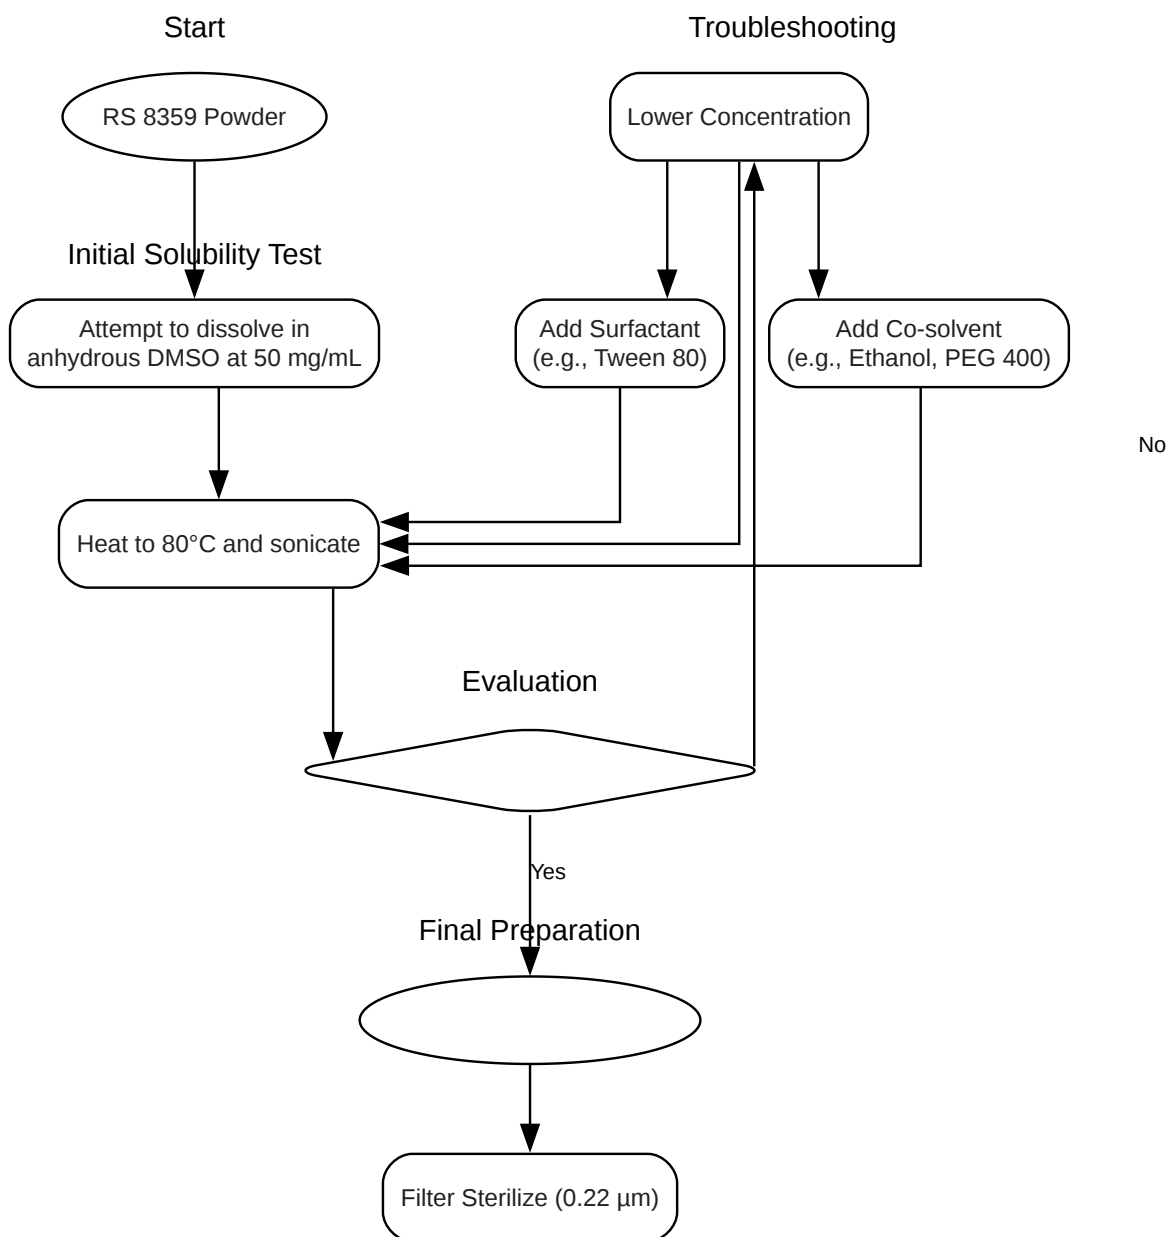 Start
Troubleshooting
RS 8359 Powder
Lower Concentration
Initial Solubility Test
Attempt to dissolve in
anhydrous DMSO at 50 mg/mL
Add Surfactant
(e.g., Tween 80)
Add Co-solvent
(e.g., Ethanol, PEG 400)
No
Heat to 80°C and sonicate
Evaluation
Yes
Final Preparation
Filter Sterilize (0.22 µm)